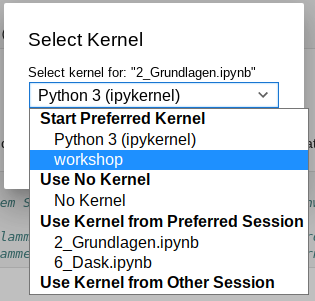 Select Kernel
Select kernel for: "2_Grundlagen.ipynb"
Python 3 (ipykernel)
Start Preferred Kernel
Python 3 (ipykernel)
workshop
Use No Kernel
No Kernel
Use Kernel from Preferred Session
2_Grundlagen.ipynb
6_Dask.ipynb
Use Kernel from Other Session